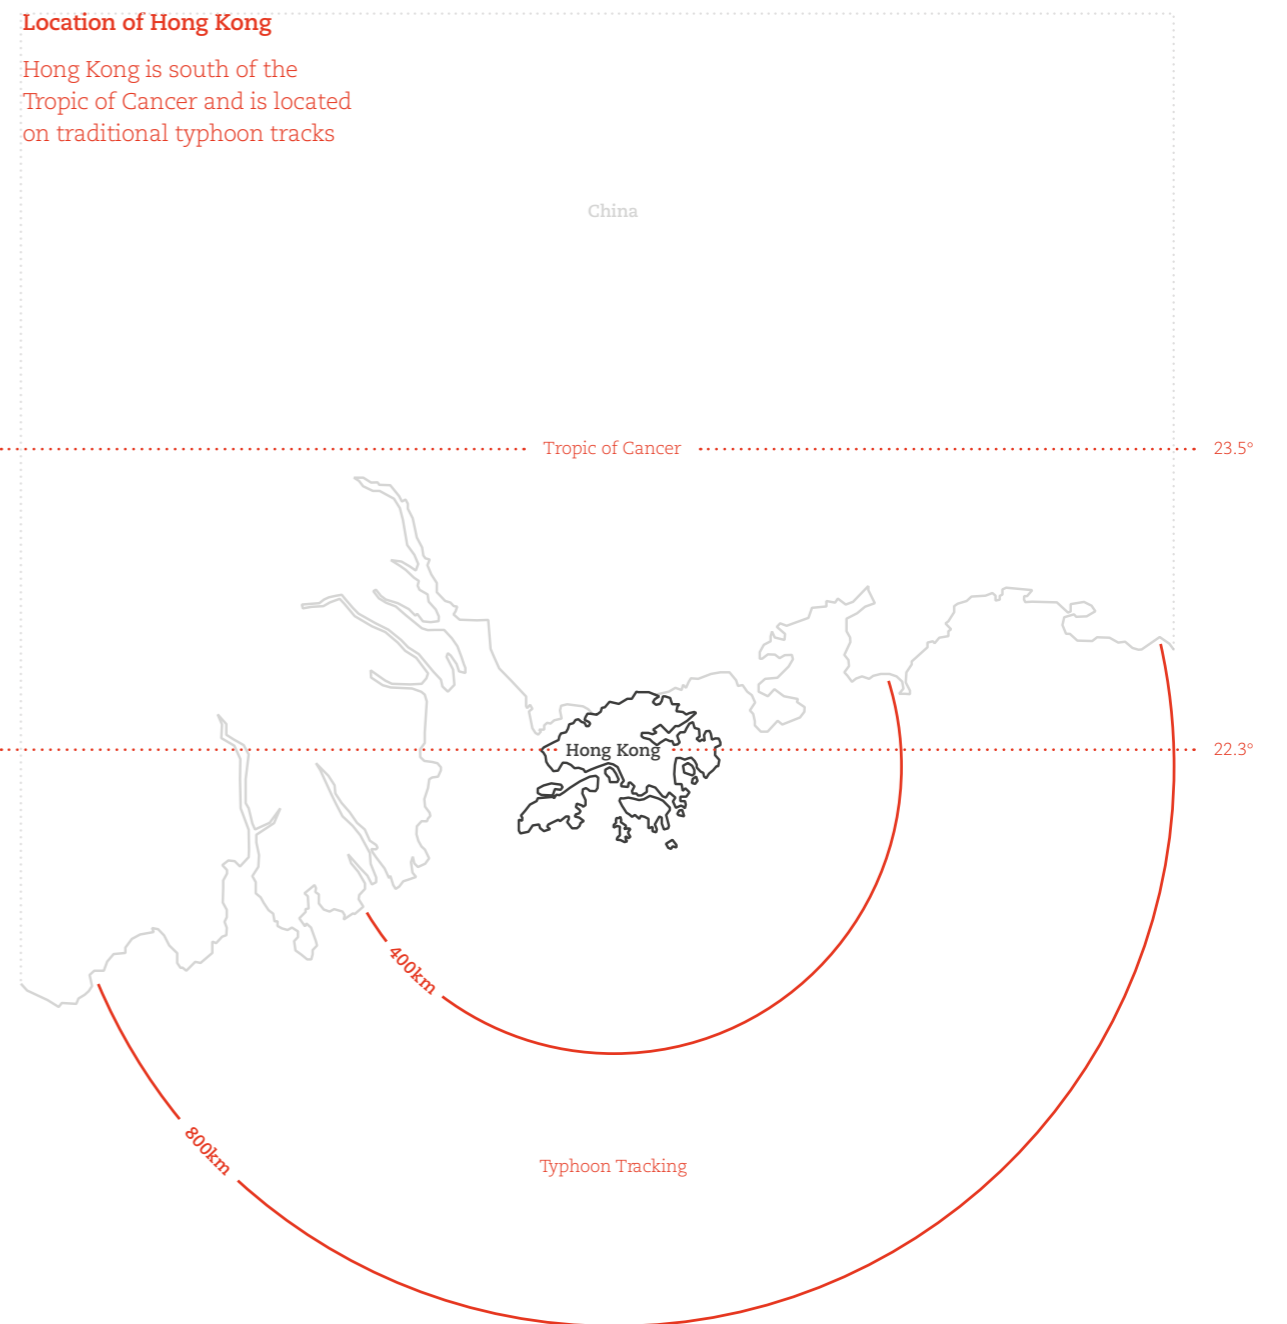 Location of Hong Kong
Hong Kong is south of the
Tropic of Cancer and is located
on traditional typhoon tracks
China
Tropic of Cancer
23.5°
Hong Kong
22.3°
400km
800km
Typhoon Tracking